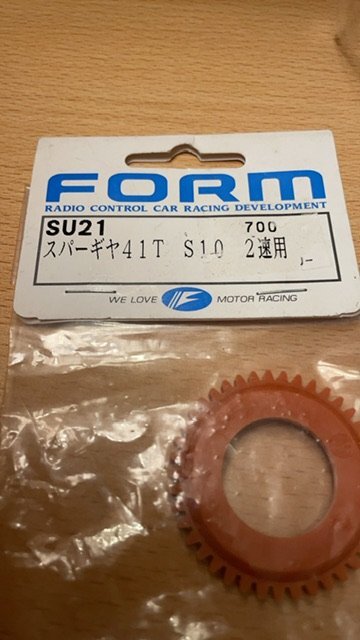 FORM
RADIO CONTROL CAR RACING DEVELOPMENT
SU21 700
スパーギヤ41T S10 2速用
WE LOVE MOTOR RACING